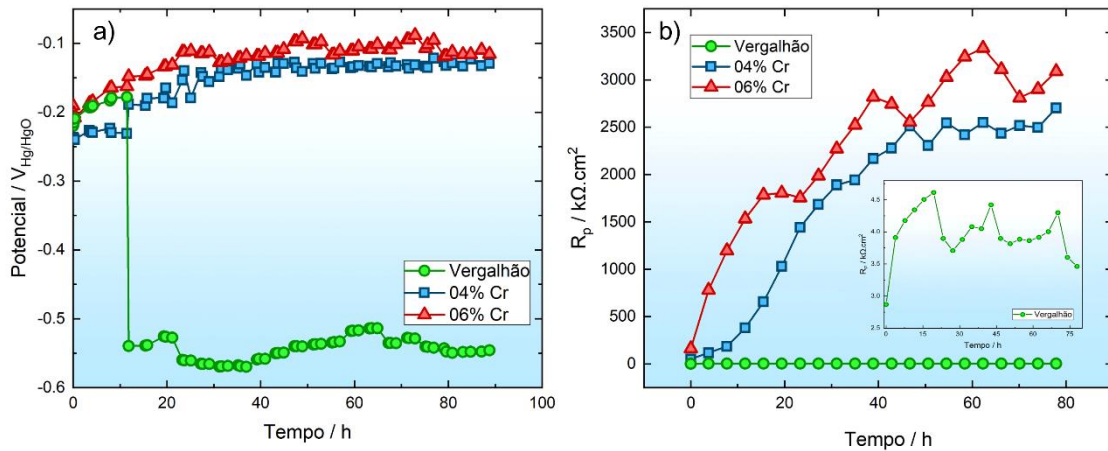 a)
-0.1
-0.2
-0.3
-0.4
-0.5
-0.6
Potencial / V_Hg/HgO
Vergalhão
04% Cr
06% Cr
0 20 40 60 80 100
Tempo / h
b)
3500
3000
2500
2000
1500
1000
500
0
R_p / kΩ.cm²
Vergalhão
04% Cr
06% Cr
4.5
4.0
3.5
3.0
2.5
R_p / kΩ.cm²
Vergalhão
0 15 30 45 60 75
Tempo / h
0 20 40 60 80
Tempo / h